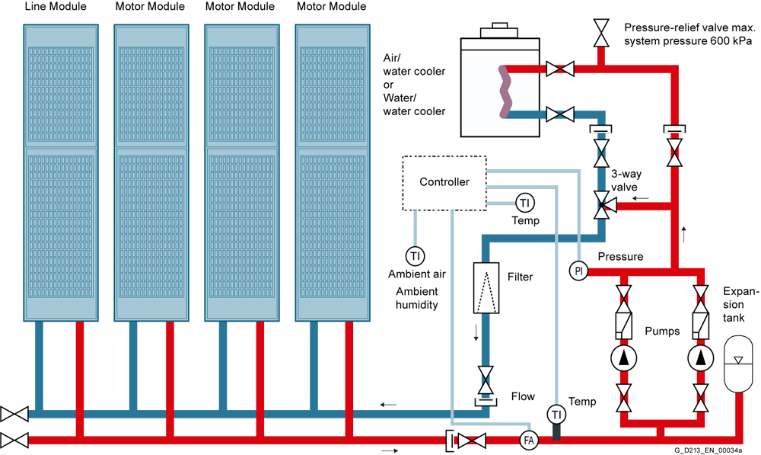 Line Module
Motor Module
Motor Module
Motor Module
Pressure-relief valve max.
system pressure 600 kPa
Air/
water cooler
or
Water/
water cooler
3-way
valve
Controller
TI
Temp
TI
Ambient air
Ambient
humidity
Filter
Pressure
PI
Expan-
sion
tank
Pumps
Flow
TI
Temp
FA
G_D213_EN_00034a